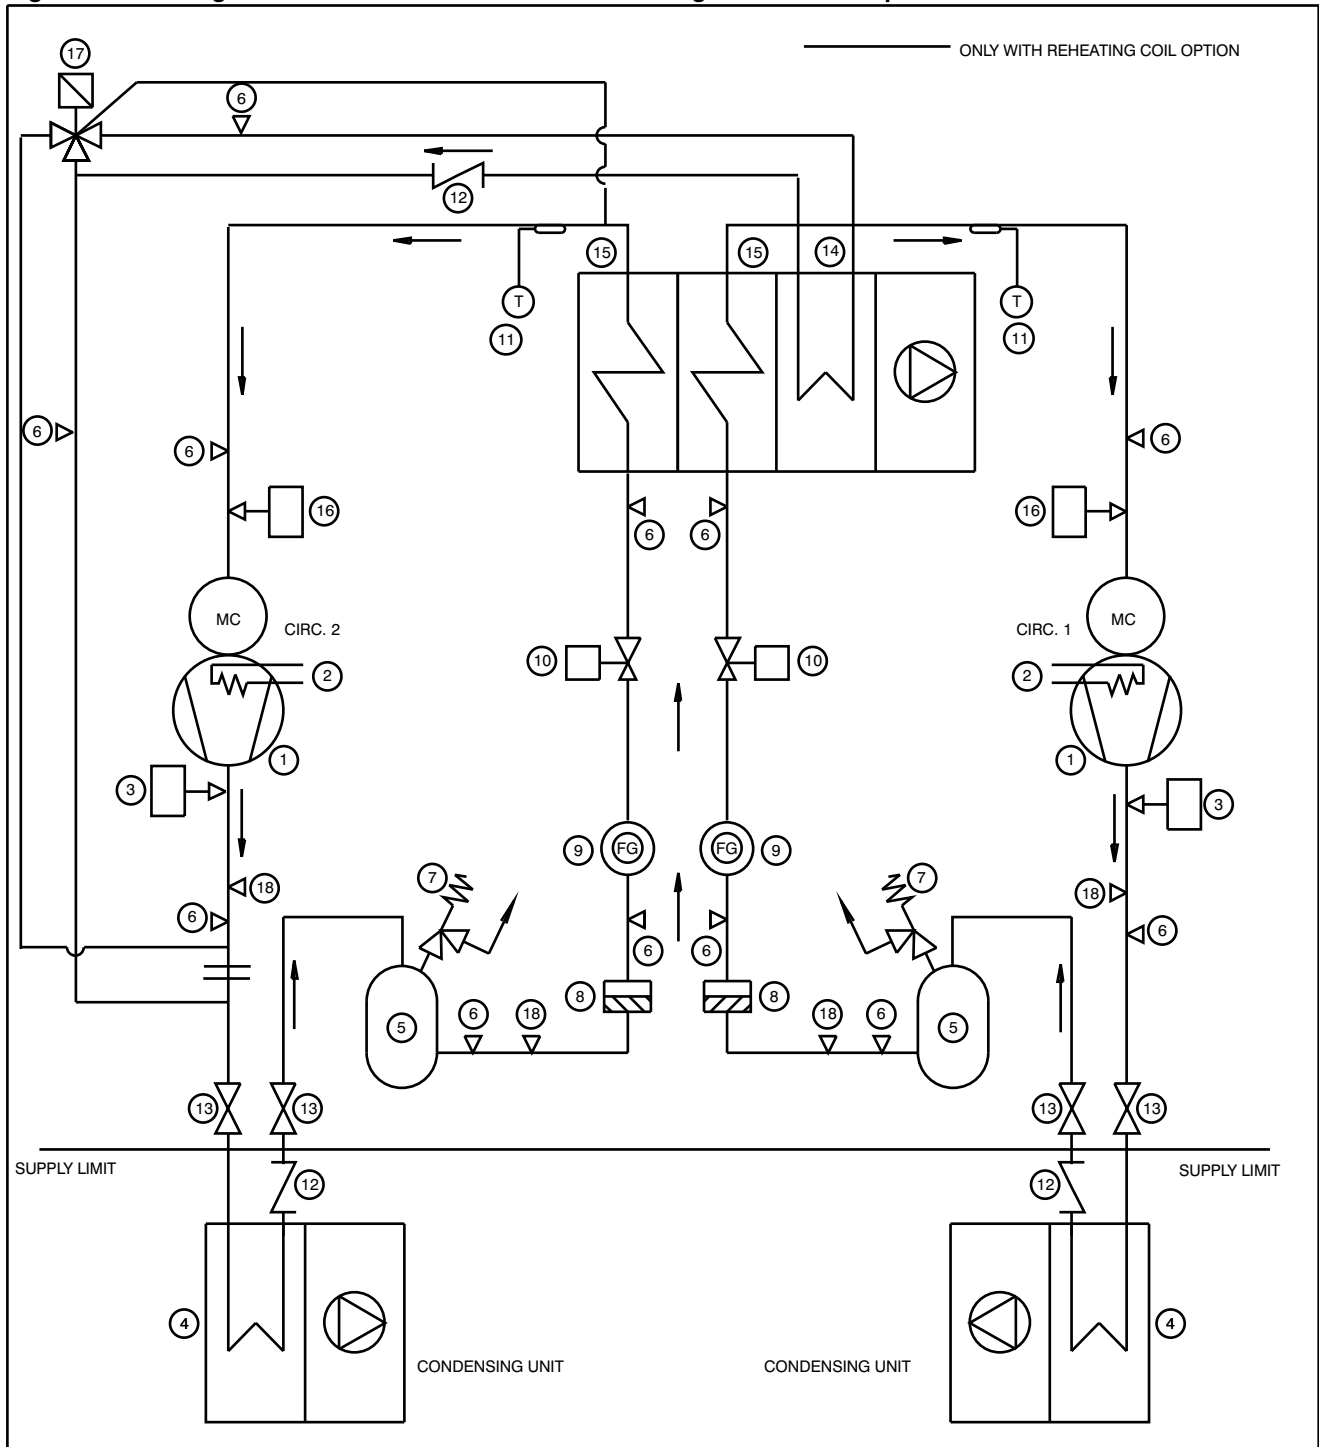 17
ONLY WITH REHEATING COIL OPTION
6
12
15 15 14
T T
11 11
6 6 6
16 6 6 16
MC MC
CIRC. 2 CIRC. 1
2 10 10 2
1 1
3 3
9 FG FG 9
18 7 7 18
6 6 6 6
8 8
5 6 18 18 6 5
13 13 13 13
SUPPLY LIMIT SUPPLY LIMIT
12 12
4 4
CONDENSING UNIT CONDENSING UNIT